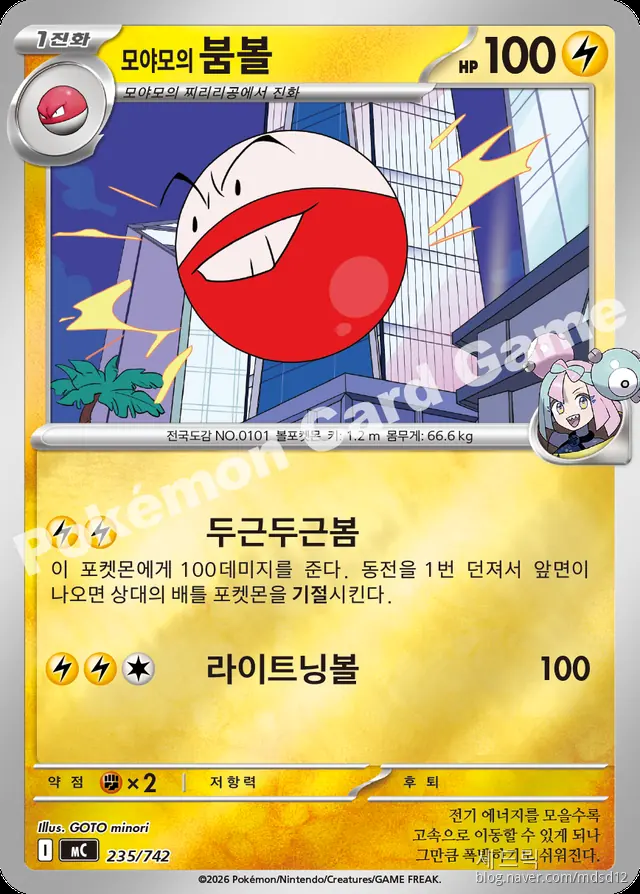 1진화
모야모의 붐볼
HP 100
모야모의 찌리리공에서 진화
Pokémon Card Game
전국도감 NO.0101 볼포켓몬 키: 1.2 m 몸무게: 66.6 kg
두근두근봄
이 포켓몬에게 100데미지를 준다. 동전을 1번 던져서 앞면이
나오면 상대의 배틀 포켓몬을 기절시킨다.
라이트닝볼 100
약점 ×2 저항력 후퇴
Illus. GOTO minori
I mC 235/742
전기 에너지를 모을수록
고속으로 이동할 수 있게 되나
그만큼 폭발하기 쉬워진다.
©2026 Pokémon/Nintendo/Creatures/GAME FREAK.
blog.naver.com/mdsd12